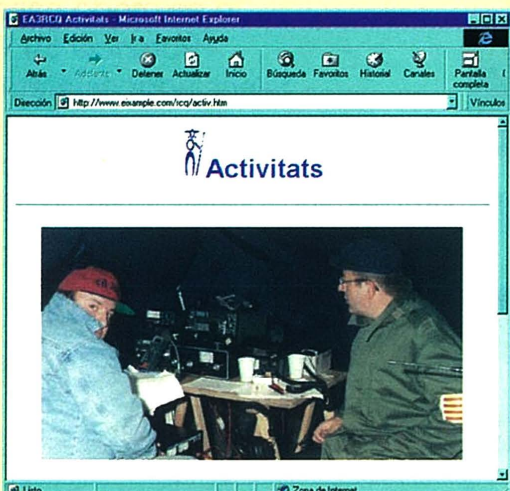 EA3RCQ Activitats - Microsoft Internet Explorer
Archivo Edición Ver Ir a Favoritos Ayuda
Atrás Adelante Detener Actualizar Inicio Búsqueda Favoritos Historial Canales Pantalla completa
Dirección http://www.eixample.com/rcq/activ.htm Vínculos
Activitats
Listo Zona de Internet